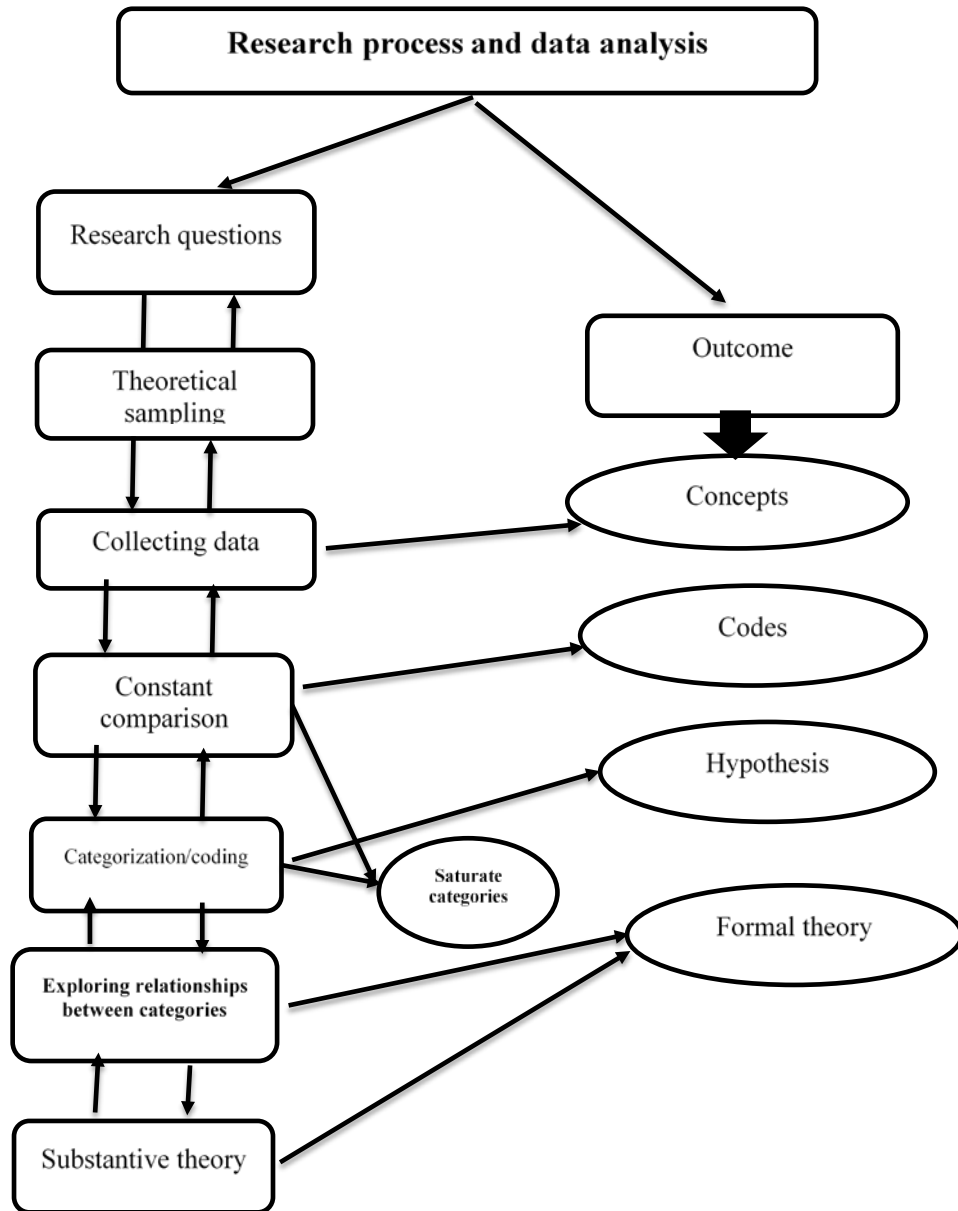 Research process and data analysis
Research questions
Outcome
Theoretical
sampling
Concepts
Collecting data
Codes
Constant
comparison
Hypothesis
Categorization/coding
Saturate
categories
Formal theory
Exploring relationships
between categories
Substantive theory